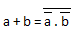 a + b = \overline{\overline{a} . \overline{b}}